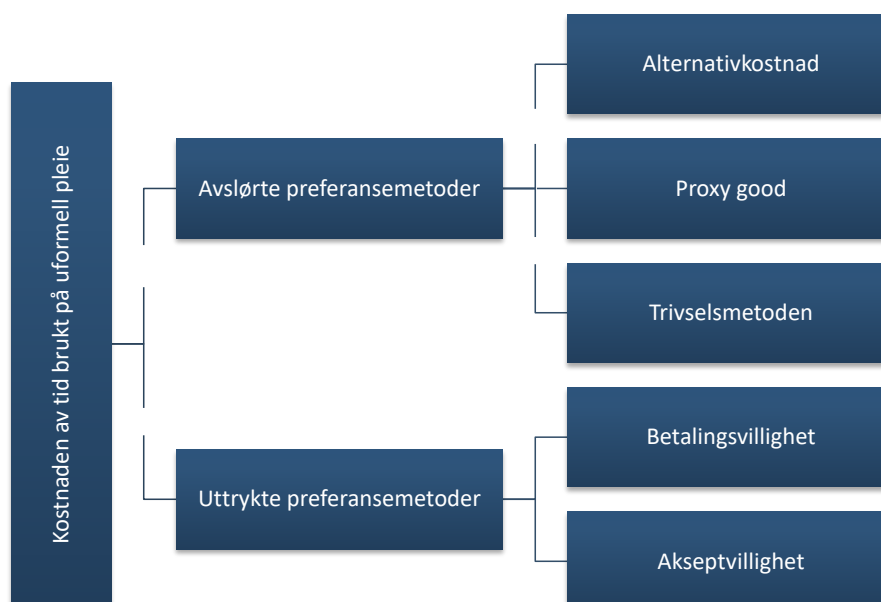 Kostnaden av tid brukt på uformell pleie
Avslørte preferansemetoder
Alternativkostnad
Proxy good
Trivselsmetoden
Uttrykte preferansemetoder
Betalingsvillighet
Akseptvillighet